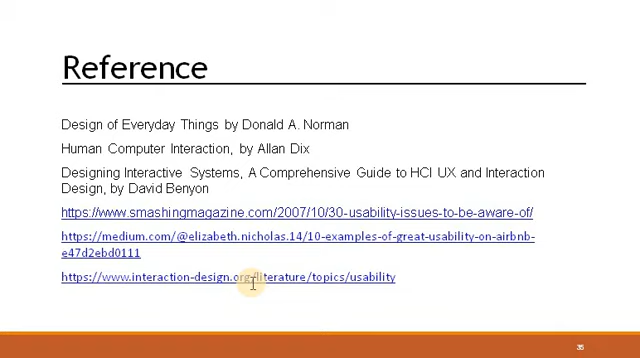 Reference
Design of Everyday Things by Donald A. Norman
Human Computer Interaction, by Allan Dix
Designing Interactive Systems, A Comprehensive Guide to HCI UX and Interaction
Design, by David Benyon
https://www.smashingmagazine.com/2007/10/30-usability-issues-to-be-aware-of/
https://medium.com/@elizabeth.nicholas.14/10-examples-of-great-usability-on-airbnb-
e47d2ebd0111
https://www.interaction-design.org/literature/topics/usability
35